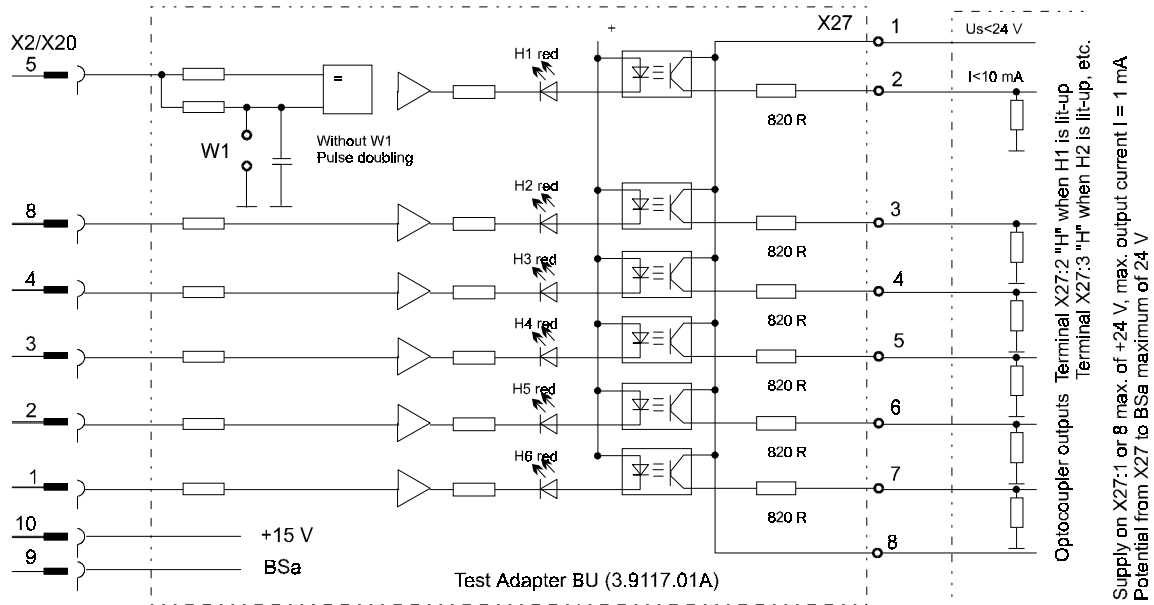 X2/X20
X27
1
Us<24 V
5
+
H1 red
=
2
I<10 mA
820 R
W1
Without W1
Pulse doubling
8
H2 red
3
820 R
4
H3 red
4
820 R
3
H4 red
5
820 R
2
H5 red
6
820 R
1
H6 red
7
820 R
10
+15 V
9
BSa
8
Test Adapter BU (3.9117.01A)
Optocoupler outputs Terminal X27:2 "H" when H1 is lit-up
Terminal X27:3 "H" when H2 is lit-up, etc.
Supply on X27:1 or 8 max. of +24 V, max. output current I = 1 mA
Potential from X27 to BSa maximum of 24 V